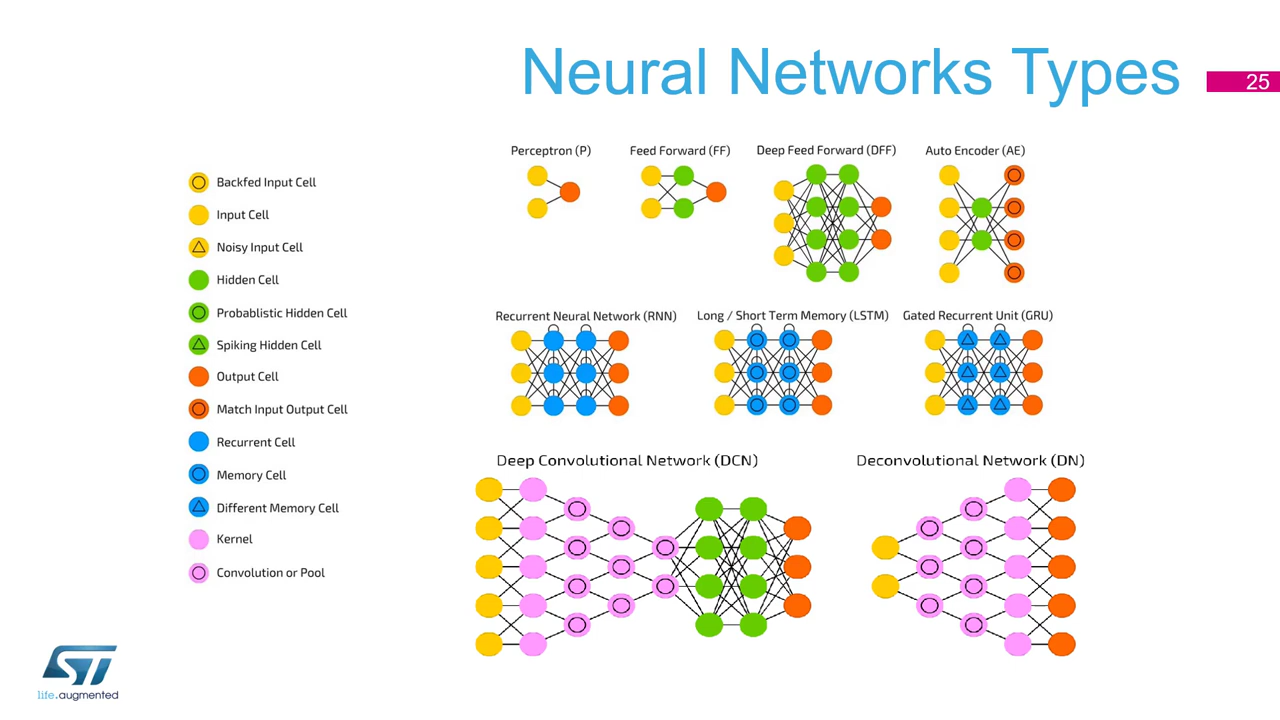 Neural Networks Types
25
Backfed Input Cell
Input Cell
Noisy Input Cell
Hidden Cell
Probablistic Hidden Cell
Spiking Hidden Cell
Output Cell
Match Input Output Cell
Recurrent Cell
Memory Cell
Different Memory Cell
Kernel
Convolution or Pool
Perceptron (P)
Feed Forward (FF)
Deep Feed Forward (DFF)
Auto Encoder (AE)
Recurrent Neural Network (RNN)
Long / Short Term Memory (LSTM)
Gated Recurrent Unit (GRU)
Deep Convolutional Network (DCN)
Deconvolutional Network (DN)
ST
life.augmented